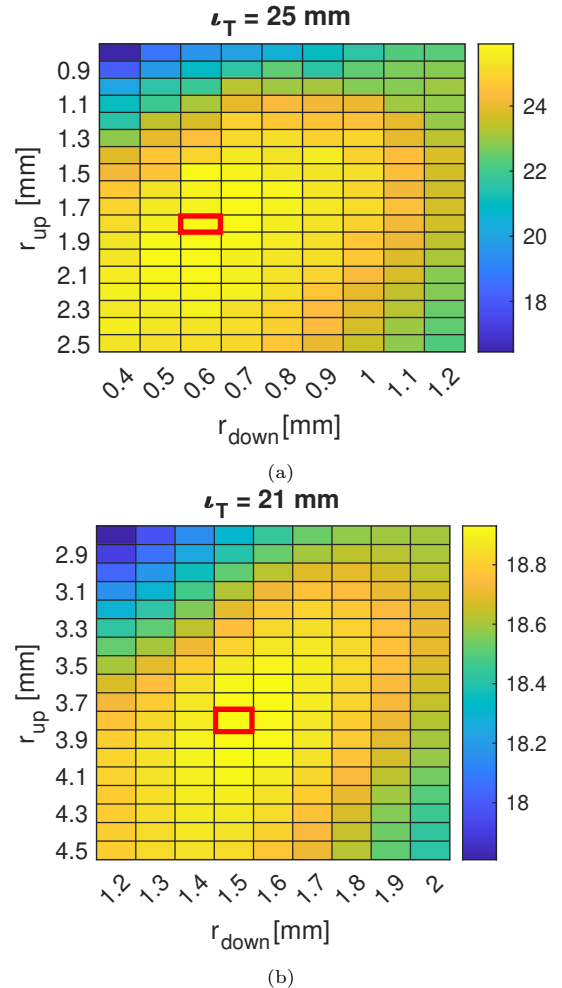 ι_T = 25 mm
0.9
1.1
1.3
1.5
1.7
1.9
2.1
2.3
2.5
r_up [mm]
24
22
20
18
0.4 0.5 0.6 0.7 0.8 0.9 1 1.1 1.2
r_down [mm]
(a)
ι_T = 21 mm
2.9
3.1
3.3
3.5
3.7
3.9
4.1
4.3
4.5
r_up [mm]
18.8
18.6
18.4
18.2
18
1.2 1.3 1.4 1.5 1.6 1.7 1.8 1.9 2
r_down [mm]
(b)